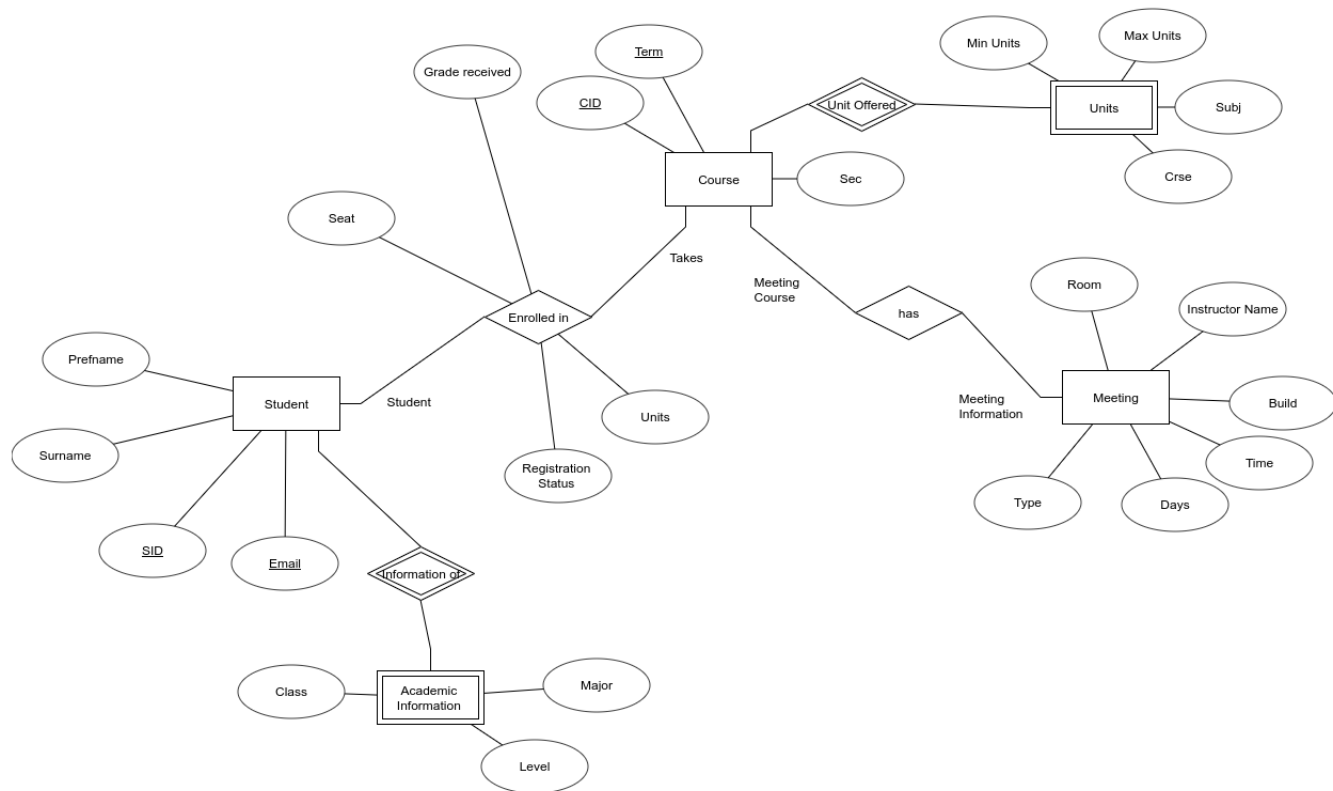 Grade received
Term
CID
Min Units
Max Units
Unit Offered
Units
Subj
Crse
Course
Sec
Seat
Takes
Meeting
Course
Room
Instructor Name
Enrolled in
has
Prefname
Student
Student
Units
Meeting
Information
Meeting
Build
Surname
Registration
Status
Time
Type
Days
SID
Email
Information of
Class
Academic
Information
Major
Level